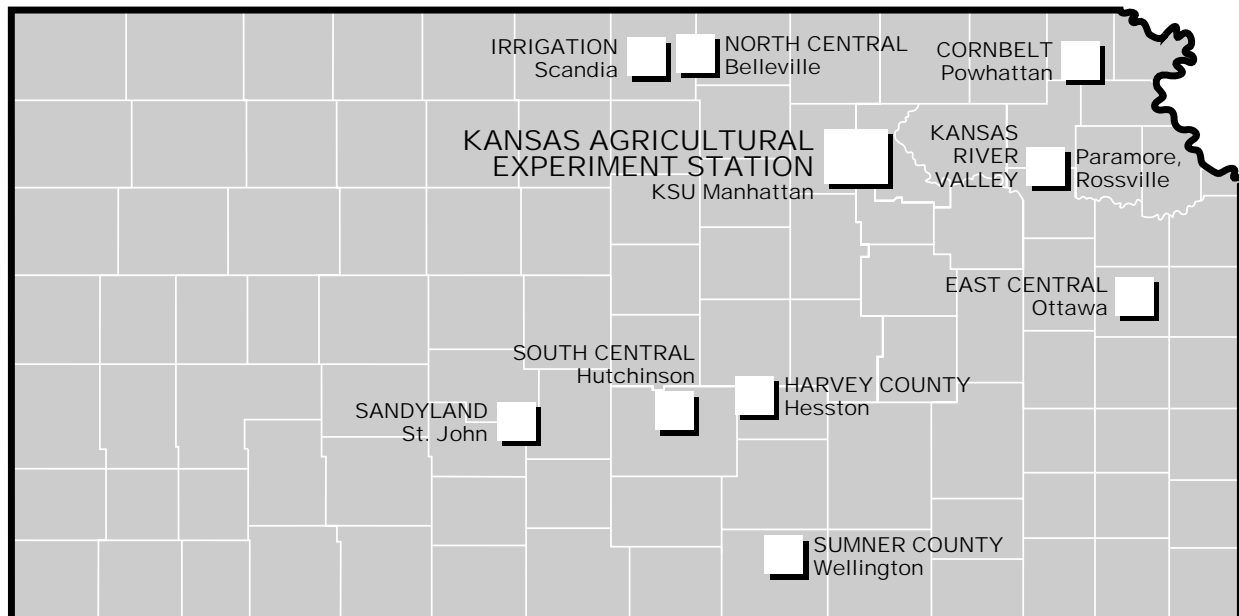 IRRIGATION
Scandia
NORTH CENTRAL
Belleville
CORNBELT
Powhattan
KANSAS AGRICULTURAL
EXPERIMENT STATION
KSU Manhattan
KANSAS
RIVER
VALLEY
Paramore,
Rossville
EAST CENTRAL
Ottawa
SOUTH CENTRAL
Hutchinson
HARVEY COUNTY
Hesston
SANDYLAND
St. John
SUMNER COUNTY
Wellington